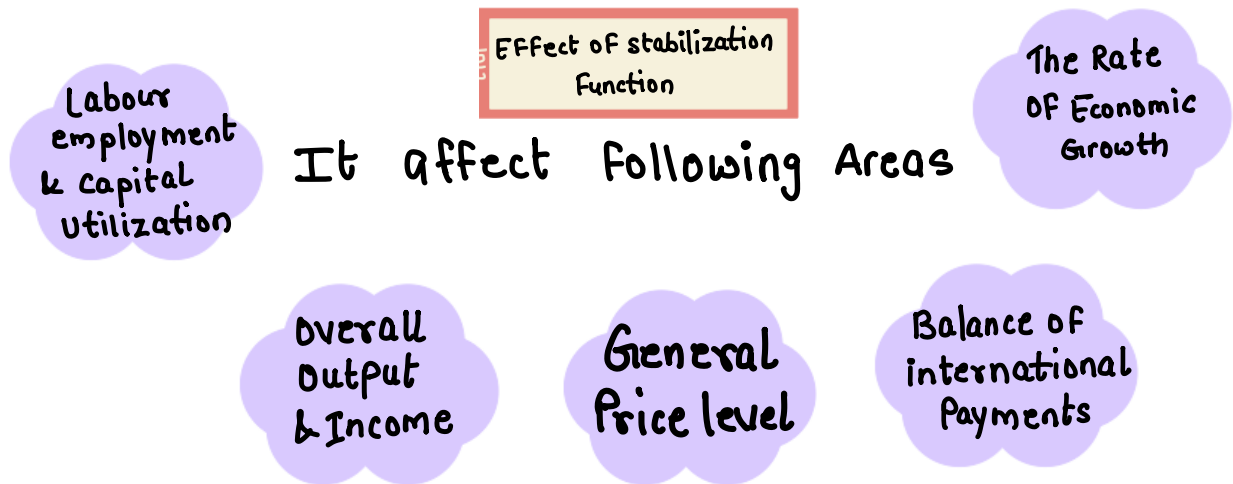 Effect of stabilization
Function
It affect Following Areas
Labour
employment
& Capital
Utilization
The Rate
OF Economic
Growth
Overall
Output
& Income
General
Price level
Balance of
international
Payments